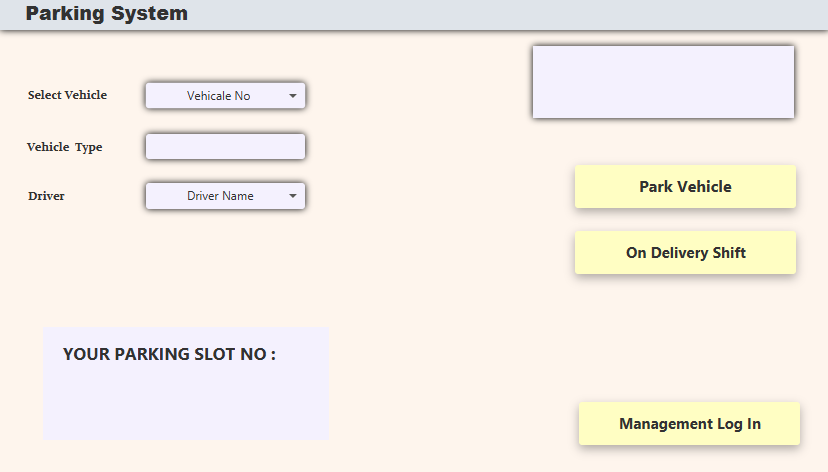 Parking System
Select Vehicle
Vehicale No
Vehicle Type
Driver
Driver Name
Park Vehicle
On Delivery Shift
YOUR PARKING SLOT NO :
Management Log In